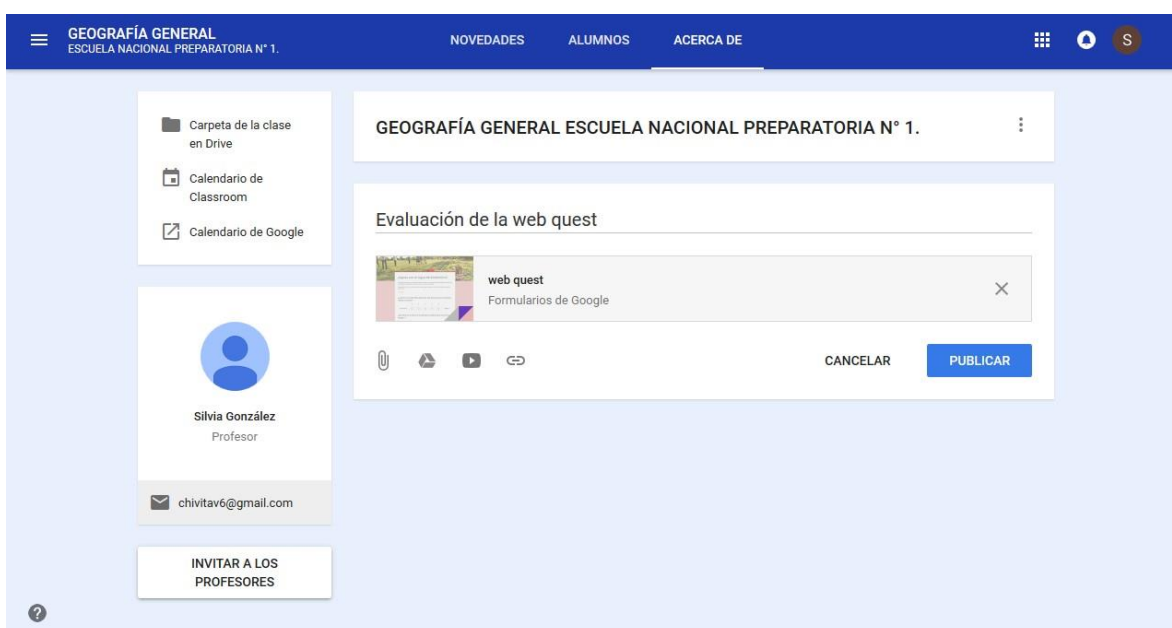 GEOGRAFÍA GENERAL
ESCUELA NACIONAL PREPARATORIA N° 1.
NOVEDADES
ALUMNOS
ACERCA DE
S
Carpeta de la clase
en Drive
Calendario de
Classroom
Calendario de Google
Silvia González
Profesor
chivitav6@gmail.com
INVITAR A LOS
PROFESORES
GEOGRAFÍA GENERAL ESCUELA NACIONAL PREPARATORIA N° 1.
Evaluación de la web quest
web quest
Formularios de Google
CANCELAR
PUBLICAR